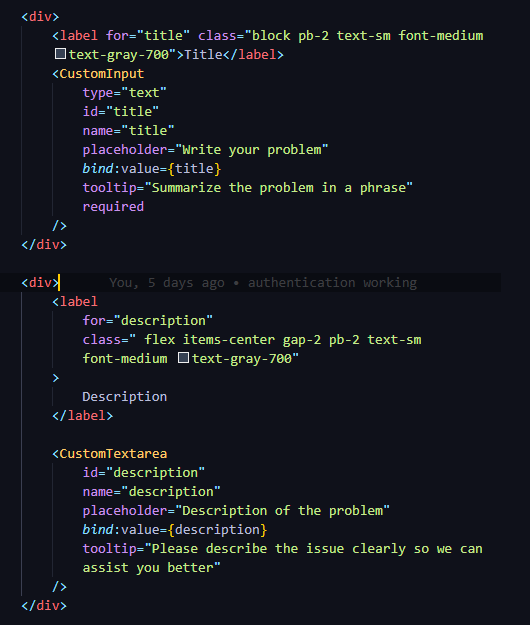 <div>
<label for="title" class="block pb-2 text-sm font-medium
text-gray-700">Title</label>
<CustomInput
type="text"
id="title"
name="title"
placeholder="Write your problem"
bind:value={title}
tooltip="Summarize the problem in a phrase"
required
/>
</div>
<div> You, 5 days ago • authentication working
<label
for="description"
class=" flex items-center gap-2 pb-2 text-sm
font-medium text-gray-700"
>
Description
</label>
<CustomTextarea
id="description"
name="description"
placeholder="Description of the problem"
bind:value={description}
tooltip="Please describe the issue clearly so we can
assist you better"
/>
</div>